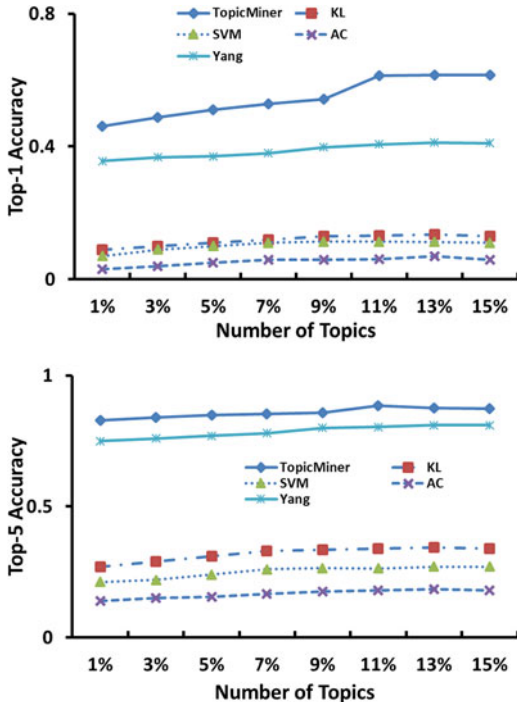 0.8
TopicMiner KL
SVM AC
Yang
Top-1 Accuracy
0.4
0
1% 3% 5% 7% 9% 11% 13% 15%
Number of Topics
1
Top-5 Accuracy
TopicMiner KL
SVM AC
Yang
0.5
0
1% 3% 5% 7% 9% 11% 13% 15%
Number of Topics